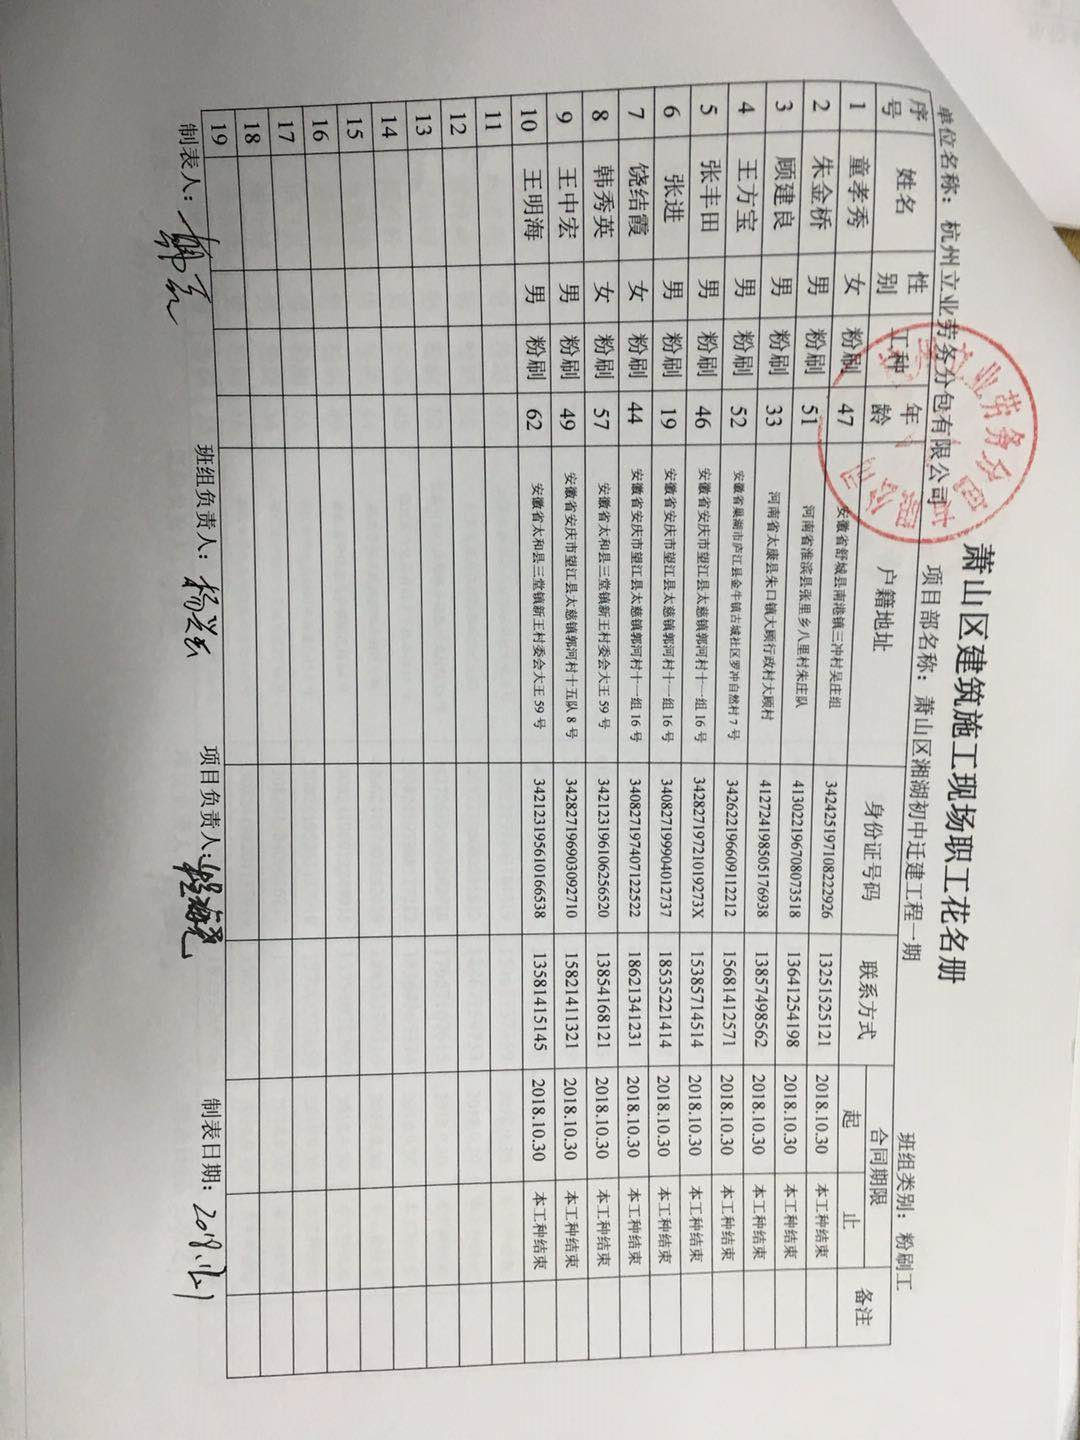 萧山区建筑施工现场职工花名册
单位名称：杭州立业劳务分包有限公司 项目部名称：萧山区湘湖初中迁建工程一期 班组类别：粉刷工
序号 姓名 性别 工种 年龄 户籍地址 身份证号码 联系方式 合同期限 起 止 备注
1 童孝秀 女 粉刷 47 安徽省舒城县南港镇三冲村吴庄组 342425197108222926 13251525121 2018.10.30 本工种结束
2 朱金桥 男 粉刷 51 河南省淮滨县张里乡八里村朱庄队 413022196708073518 13641254198 2018.10.30 本工种结束
3 顾建良 男 粉刷 33 河南省太康县朱口镇大顾行政村大顾村 412724198505176938 13857498562 2018.10.30 本工种结束
4 王方宝 男 粉刷 52 安徽省巢湖市庐江县金牛镇古城社区罗冲自然村7号 342622196609112212 15681412571 2018.10.30 本工种结束
5 张丰田 男 粉刷 46 安徽省安庆市望江县太慈镇郭河村十一组16号 34282719721019273X 15385714514 2018.10.30 本工种结束
6 张进 男 粉刷 19 安徽省安庆市望江县太慈镇郭河村十一组16号 340827199904012737 18535221414 2018.10.30 本工种结束
7 饶结霞 女 粉刷 44 安徽省安庆市望江县太慈镇郭河村十一组16号 340827197407122522 18621341231 2018.10.30 本工种结束
8 韩秀英 女 粉刷 57 安徽省太和县三堂镇新王村委会大王59号 342123196106256520 13854168121 2018.10.30 本工种结束
9 王中宏 男 粉刷 49 安徽省安庆市望江县太慈镇郭河村十五队8号 342827196903092710 15821411321 2018.10.30 本工种结束
10 王明海 男 粉刷 62 安徽省太和县三堂镇新王村委会大王59号 342123195610166538 13581415145 2018.10.30 本工种结束
11
12
13
14
15
16
17
18
19
制表人： 班组负责人： 项目负责人： 制表日期：